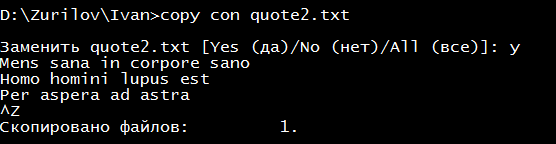 D:\Zurilov\Ivan>copy con quote2.txt
Заменить quote2.txt [Yes (да)/No (нет)/All (все)]: y
Mens sana in corpore sano
Homo homini lupus est
Per aspera ad astra
^Z
Скопировано файлов:         1.